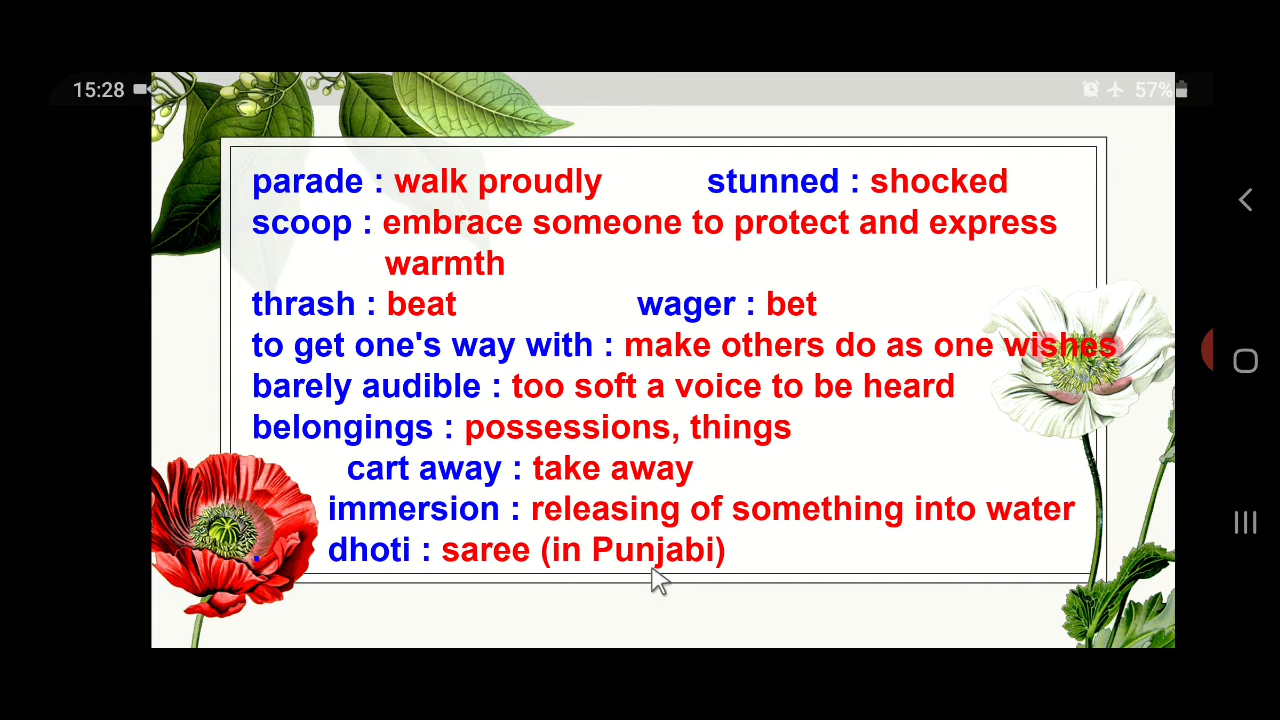 15:28 57%
parade : walk proudly stunned : shocked
scoop : embrace someone to protect and express
warmth
thrash : beat wager : bet
to get one's way with : make others do as one wishes
barely audible : too soft a voice to be heard
belongings : possessions, things
cart away : take away
immersion : releasing of something into water
. dhoti : saree (in Punjabi)